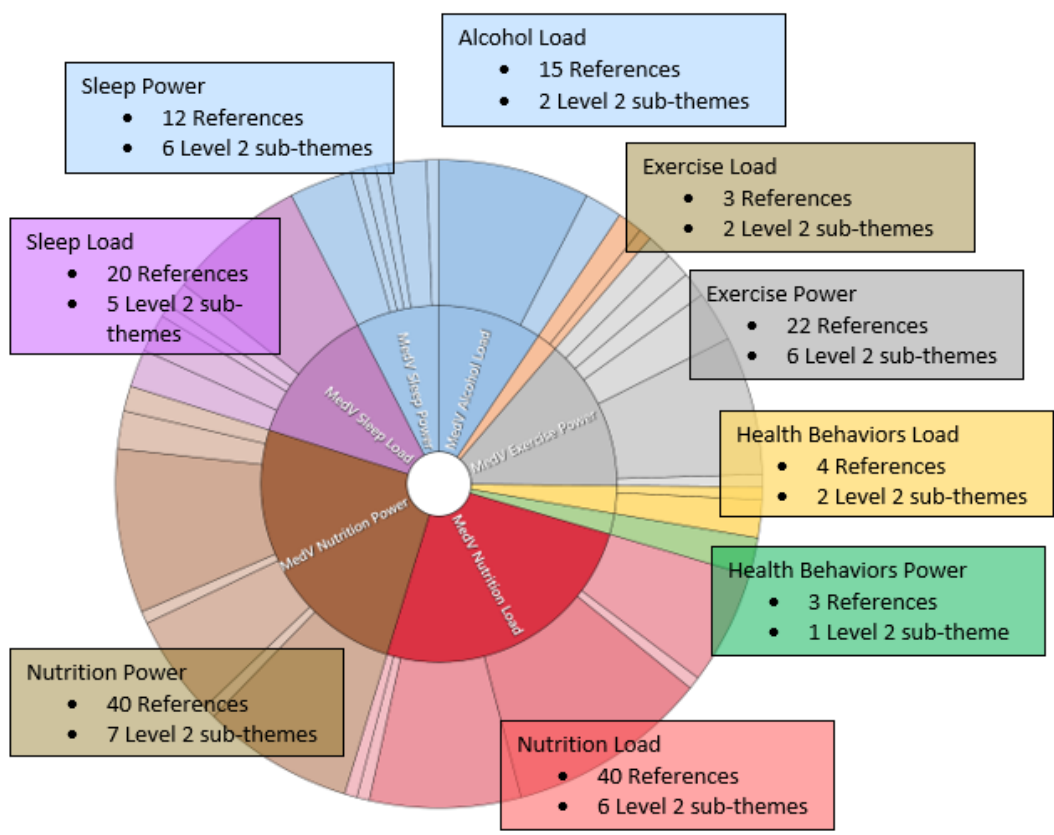 Alcohol Load
• 15 References
• 2 Level 2 sub-themes
Sleep Power
• 12 References
• 6 Level 2 sub-themes
Exercise Load
• 3 References
• 2 Level 2 sub-themes
Sleep Load
• 20 References
• 5 Level 2 sub-
themes
Exercise Power
• 22 References
• 6 Level 2 sub-themes
Health Behaviors Load
• 4 References
• 2 Level 2 sub-themes
Health Behaviors Power
• 3 References
• 1 Level 2 sub-theme
Nutrition Power
• 40 References
• 7 Level 2 sub-themes
Nutrition Load
• 40 References
• 6 Level 2 sub-themes
MedV Sleep Power
MedV Alcohol Load
MedV Sleep Load
MedV Exercise Power
MedV Nutrition Power
MedV Nutrition Load